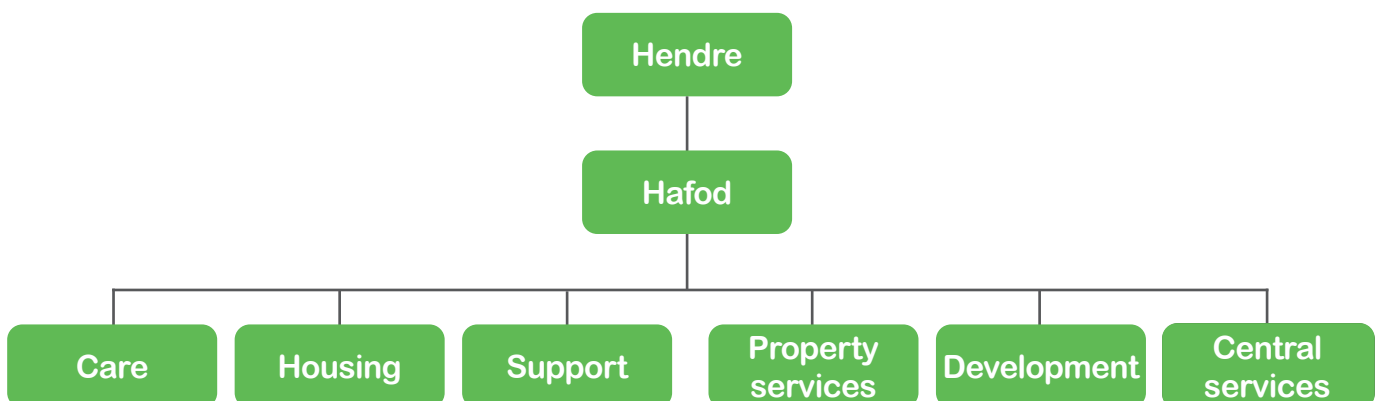 Hendre
Hafod
Care
Housing
Support
Property
services
Development
Central
services